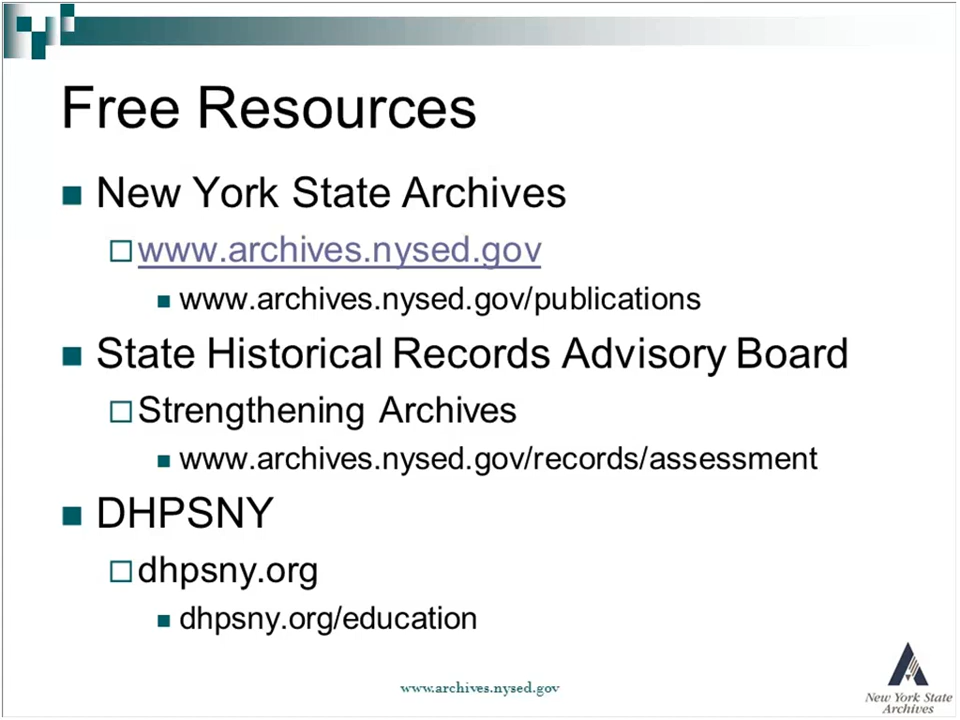 Free Resources
New York State Archives
www.archives.nysed.gov
www.archives.nysed.gov/publications
State Historical Records Advisory Board
Strengthening Archives
www.archives.nysed.gov/records/assessment
DHPSNY
dhpsny.org
dhpsny.org/education
www.archives.nysed.gov
New York State
Archives